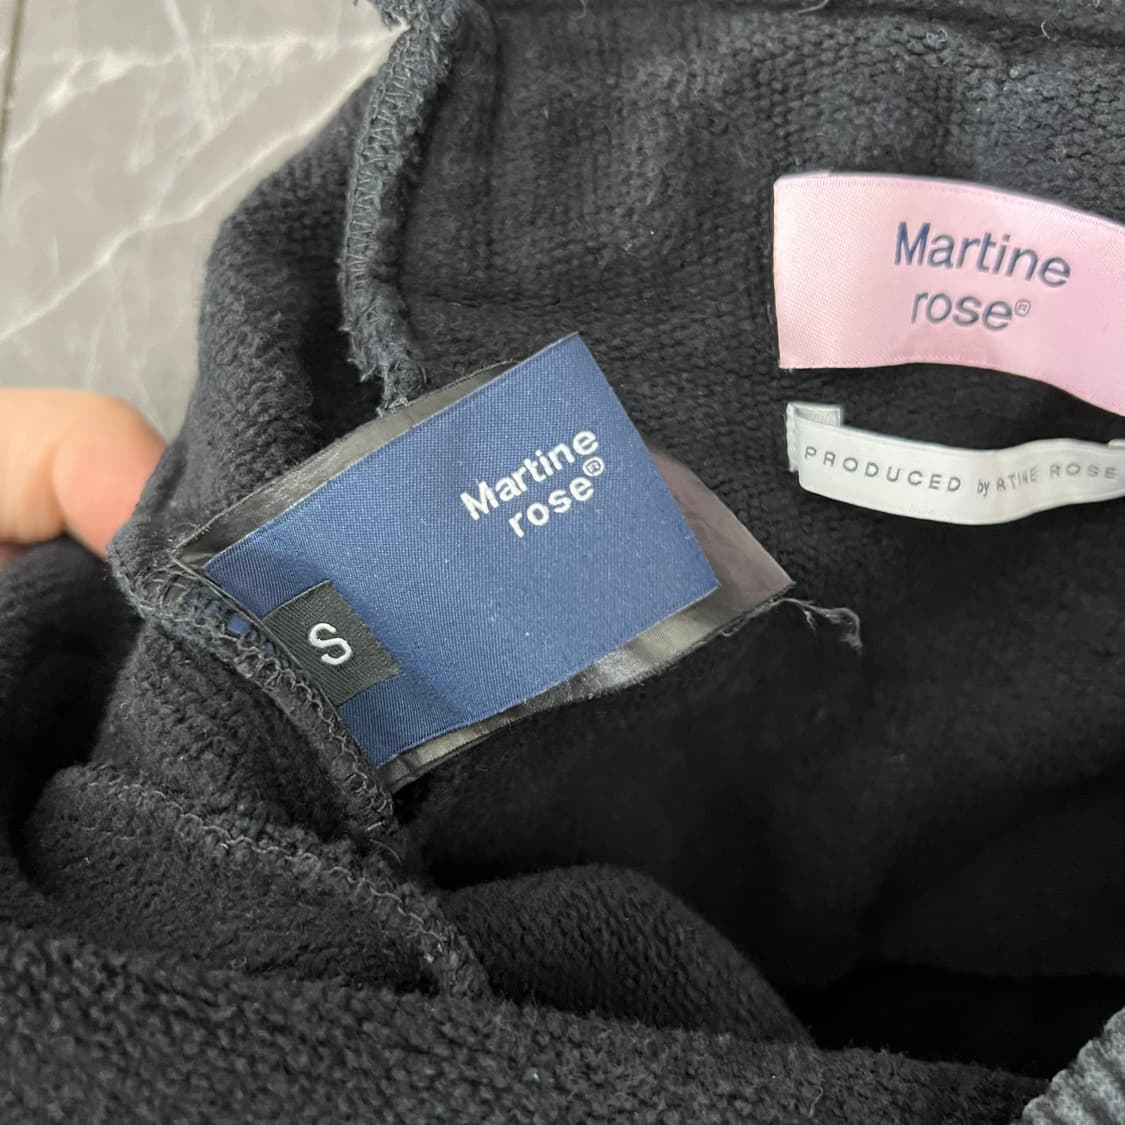 Martine
rose®
PRODUCED by RTINE ROSE
Martine
rose®
S